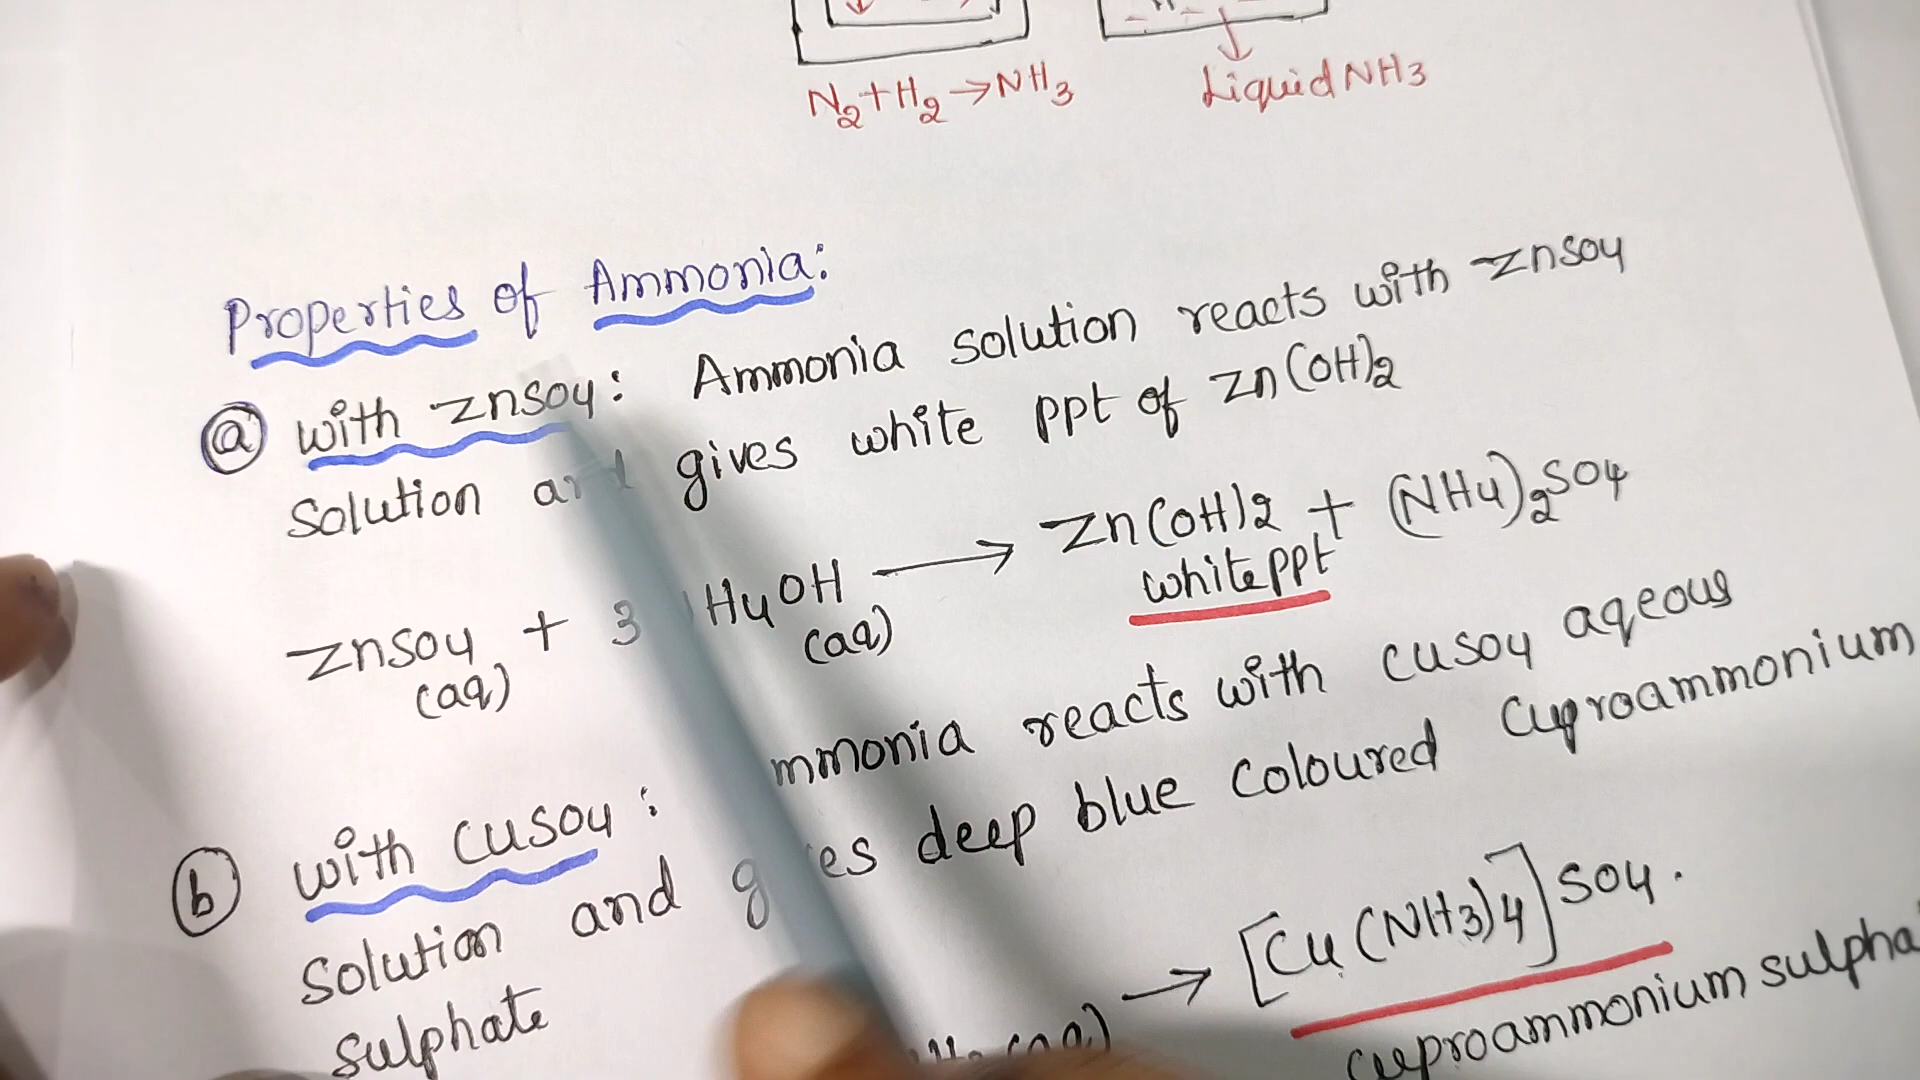 N2+H2→NH3
Liquid NH3
Properties of Ammonia:
(a) with ZnSO4: Ammonia solution reacts with ZnSO4
solution and gives white ppt of Zn(OH)2
ZnSO4 + 3 H4OH → Zn(OH)2 + (NH4)2SO4
(aq) (aq) white ppt
(b) with CuSO4: mmonia reacts with CuSO4 aqeous
solution and g es deep blue coloured Cuproammonium
sulphate
(aq) → [Cu(NH3)4]SO4.
cuproammonium sulpha